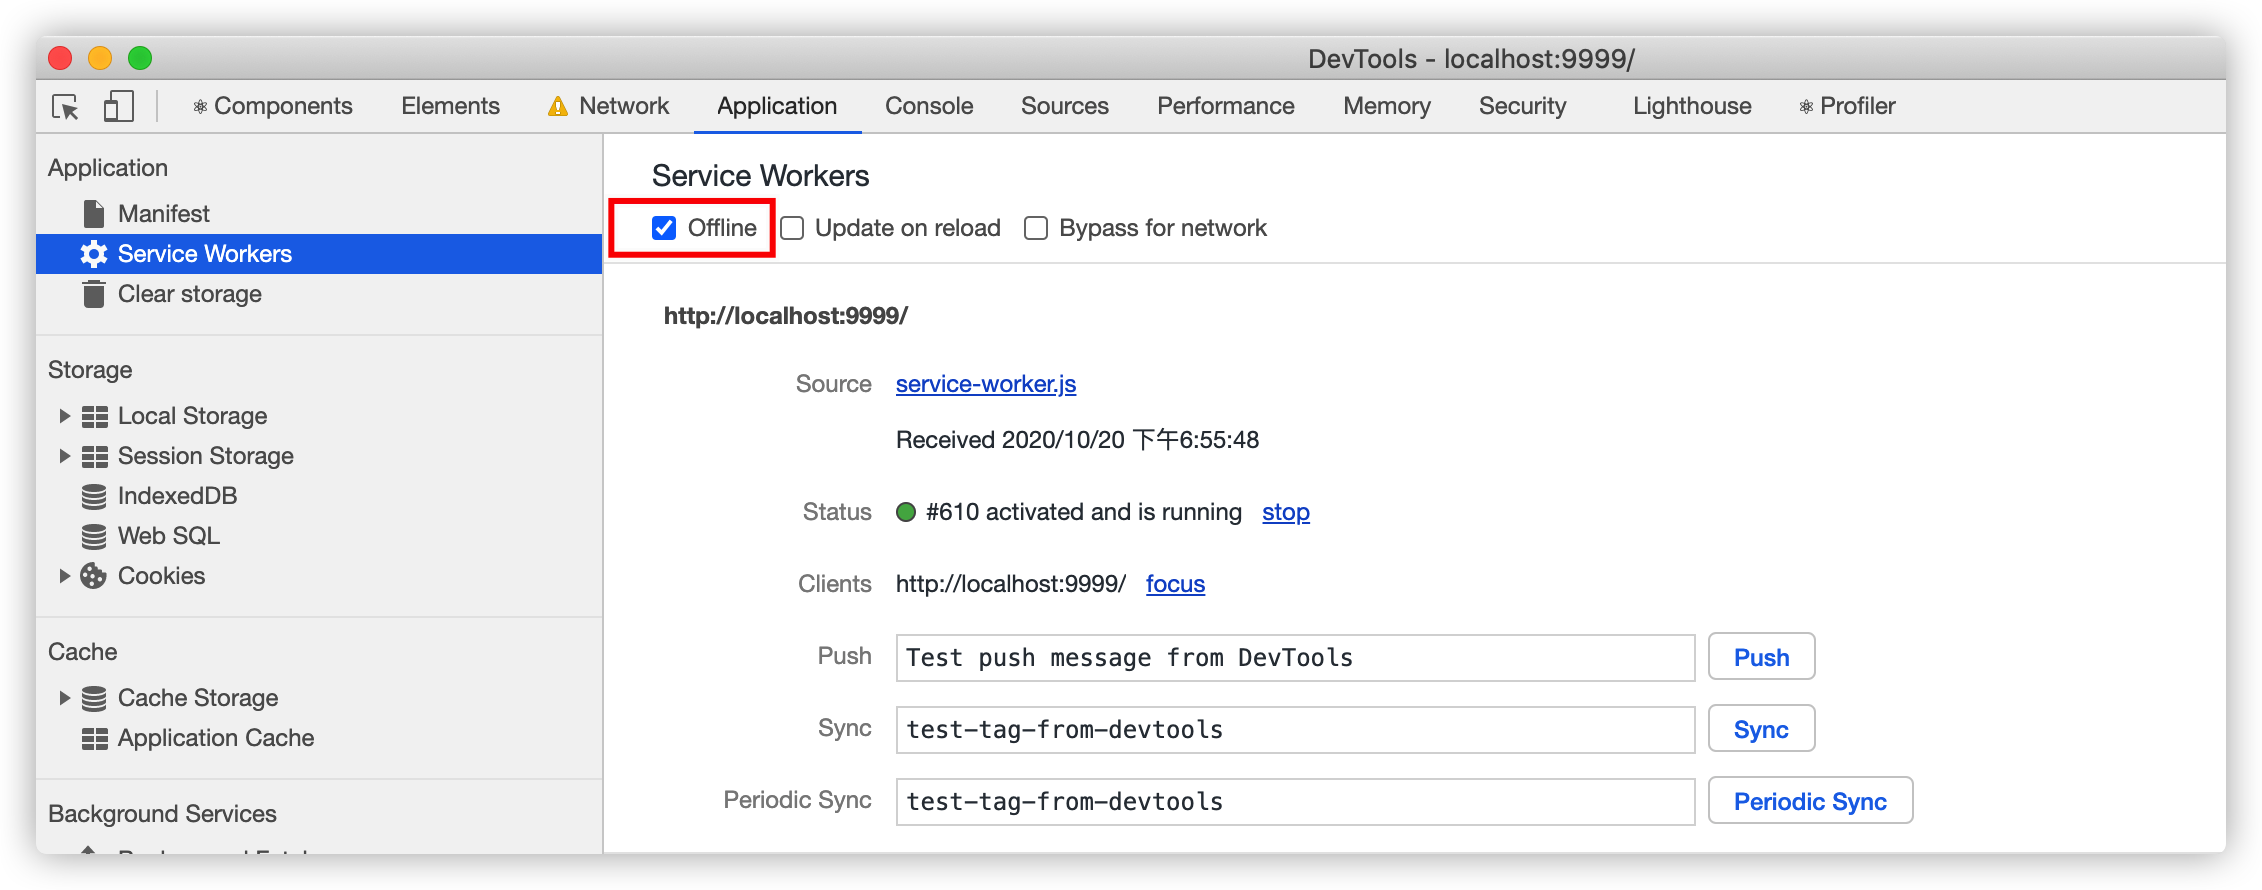 DevTools - localhost:9999/
Components Elements Network Application Console Sources Performance Memory Security Lighthouse Profiler
Application
Manifest
Service Workers
Clear storage
Storage
Local Storage
Session Storage
IndexedDB
Web SQL
Cookies
Cache
Cache Storage
Application Cache
Background Services
Service Workers
Offline Update on reload Bypass for network
http://localhost:9999/
Source service-worker.js
Received 2020/10/20 下午6:55:48
Status #610 activated and is running stop
Clients http://localhost:9999/ focus
Push Test push message from DevTools Push
Sync test-tag-from-devtools Sync
Periodic Sync test-tag-from-devtools Periodic Sync